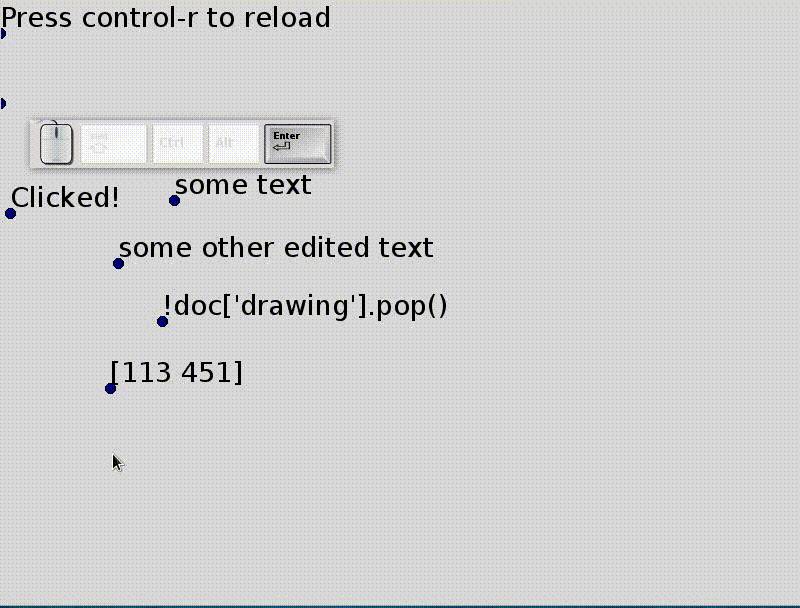 Press control-r to reload
Ctrl Alt Enter
some text
Clicked!
some other edited text
!doc['drawing'].pop()
[113 451]